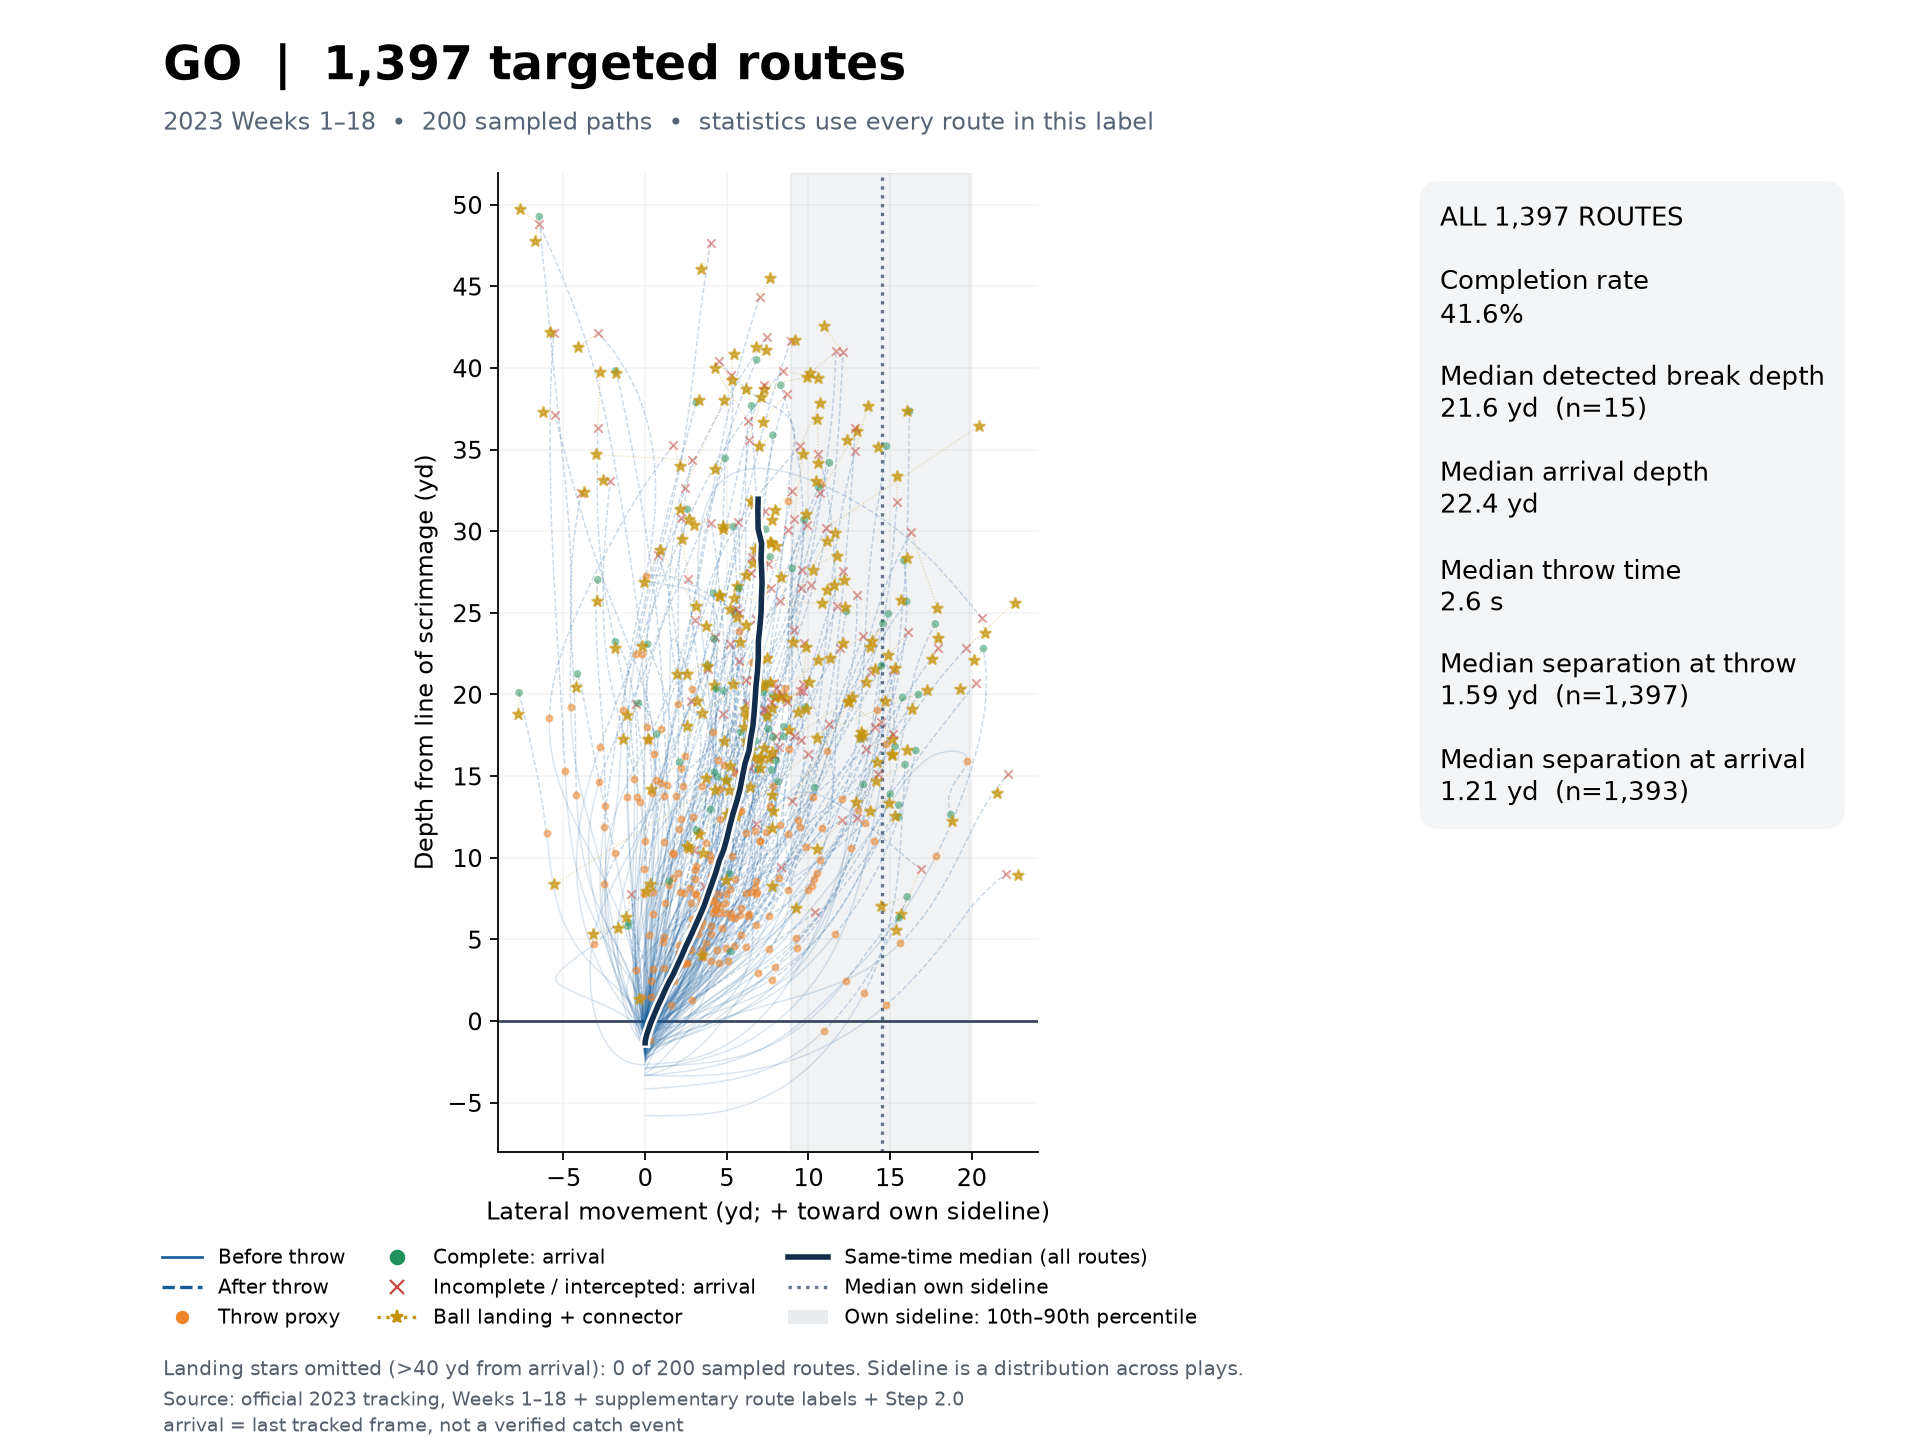 GO | 1,397 targeted routes
2023 Weeks 1–18 • 200 sampled paths • statistics use every route in this label
50
45
40
35
30
25
20
15
10
5
0
−5
Depth from line of scrimmage (yd)
−5 0 5 10 15 20
Lateral movement (yd; + toward own sideline)
ALL 1,397 ROUTES
Completion rate
41.6%
Median detected break depth
21.6 yd (n=15)
Median arrival depth
22.4 yd
Median throw time
2.6 s
Median separation at throw
1.59 yd (n=1,397)
Median separation at arrival
1.21 yd (n=1,393)
Before throw
After throw
Throw proxy
Complete: arrival
Incomplete / intercepted: arrival
Ball landing + connector
Same-time median (all routes)
Median own sideline
Own sideline: 10th–90th percentile
Landing stars omitted (>40 yd from arrival): 0 of 200 sampled routes. Sideline is a distribution across plays.
Source: official 2023 tracking, Weeks 1–18 + supplementary route labels + Step 2.0
arrival = last tracked frame, not a verified catch event